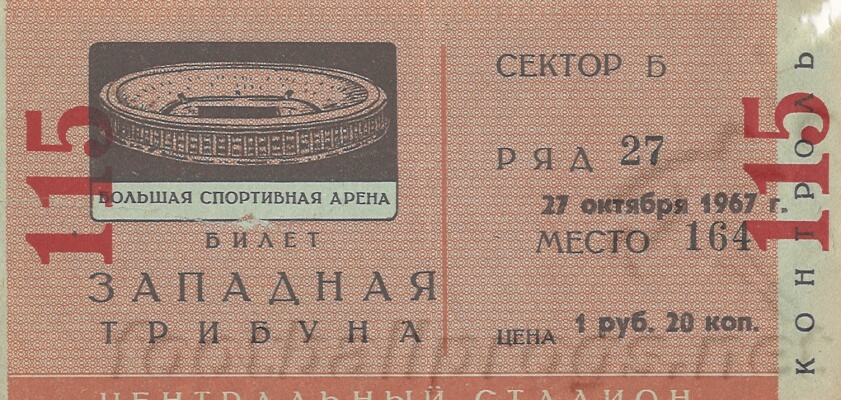 115
БОЛЬШАЯ СПОРТИВНАЯ АРЕНА
БИЛЕТ
ЗАПАДНАЯ
ТРИБУНА
СЕКТОР Б
РЯД 27
27 октября 1967 г.
МЕСТО 164
ЦЕНА 1 руб. 20 коп.
115
КОНТРОЛЬ
ЦЕНТРАЛЬНЫЙ СТАДИОН